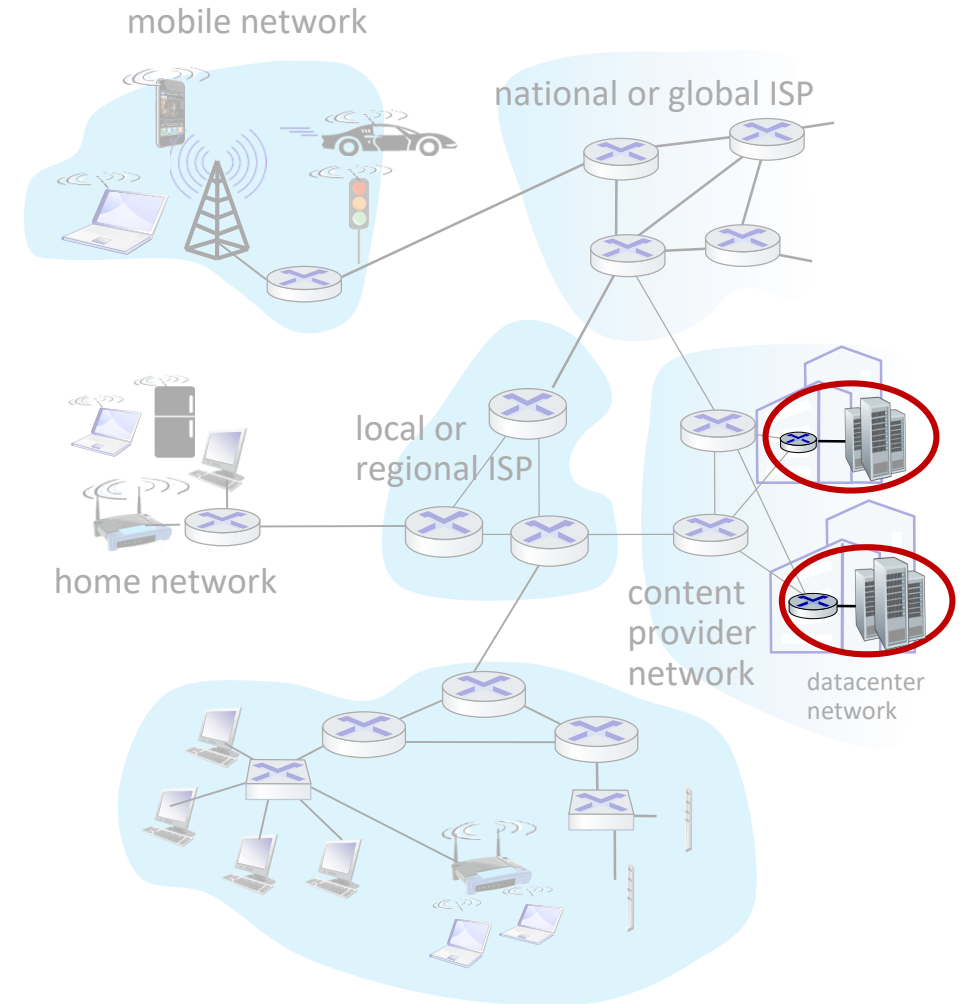 mobile network
national or global ISP
local or
regional ISP
home network
content
provider
network
datacenter
network